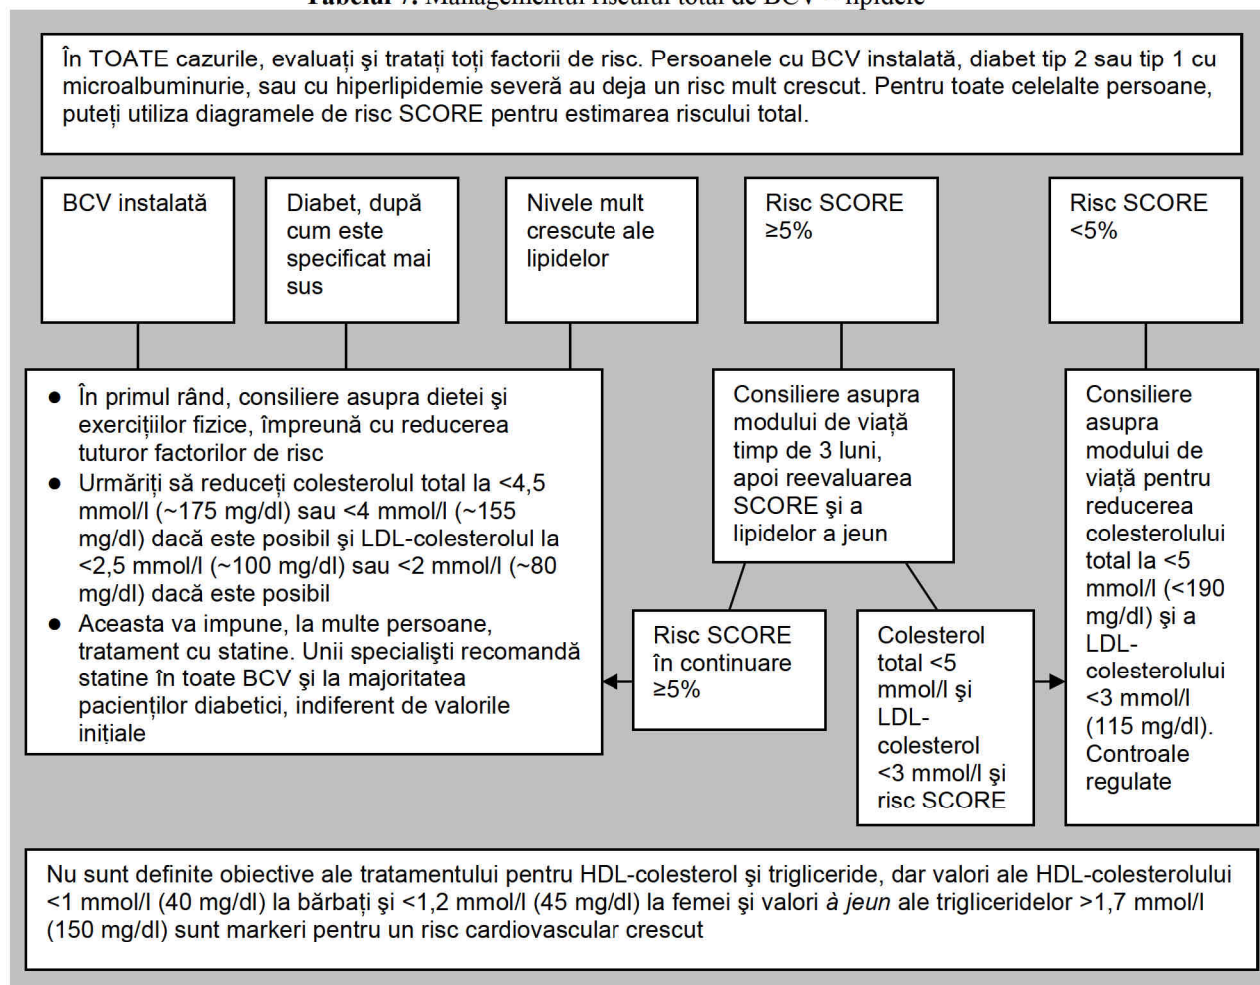 Tabelul 7. Managementul riscului total de BCV – lipidele
În TOATE cazurile, evaluați şi tratați toți factorii de risc. Persoanele cu BCV instalată, diabet tip 2 sau tip 1 cu
microalbuminurie, sau cu hiperlipidemie severă au deja un risc mult crescut. Pentru toate celelalte persoane,
puteți utiliza diagramele de risc SCORE pentru estimarea riscului total.
BCV instalată
Diabet, după
cum este
specificat mai
sus
Nivele mult
crescute ale
lipidelor
Risc SCORE
≥5%
Risc SCORE
<5%
● În primul rând, consiliere asupra dietei şi
exercițiilor fizice, împreună cu reducerea
tuturor factorilor de risc
● Urmăriți să reduceți colesterolul total la <4,5
mmol/l (~175 mg/dl) sau <4 mmol/l (~155
mg/dl) dacă este posibil şi LDL-colesterolul la
<2,5 mmol/l (~100 mg/dl) sau <2 mmol/l (~80
mg/dl) dacă este posibil
● Aceasta va impune, la multe persoane,
tratament cu statine. Unii specialişti recomandă
statine în toate BCV şi la majoritatea
pacienților diabetici, indiferent de valorile
inițiale
Consiliere asupra
modului de viață
timp de 3 luni,
apoi reevaluarea
SCORE şi a
lipidelor a jeun
Risc SCORE
în continuare
≥5%
Colesterol
total <5
mmol/l şi
LDL-
colesterol
<3 mmol/l şi
risc SCORE
Consiliere
asupra
modului de
viață pentru
reducerea
colesterolului
total la <5
mmol/l (<190
mg/dl) şi a
LDL-
colesterolului
<3 mmol/l
(115 mg/dl).
Controale
regulate
Nu sunt definite obiective ale tratamentului pentru HDL-colesterol şi trigliceride, dar valori ale HDL-colesterolului
<1 mmol/l (40 mg/dl) la bărbați şi <1,2 mmol/l (45 mg/dl) la femei şi valori à jeun ale trigliceridelor >1,7 mmol/l
(150 mg/dl) sunt markeri pentru un risc cardiovascular crescut